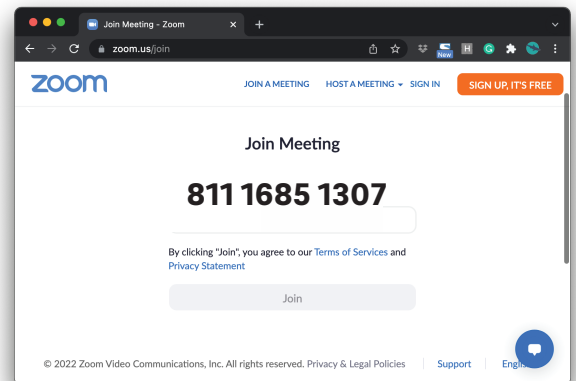 Join Meeting - Zoom
zoom.us/join
New
H
G
zoom
JOIN A MEETING HOST A MEETING SIGN IN SIGN UP, IT'S FREE
Join Meeting
811 1685 1307
By clicking "Join", you agree to our Terms of Services and
Privacy Statement
Join
© 2022 Zoom Video Communications, Inc. All rights reserved. Privacy & Legal Policies Support